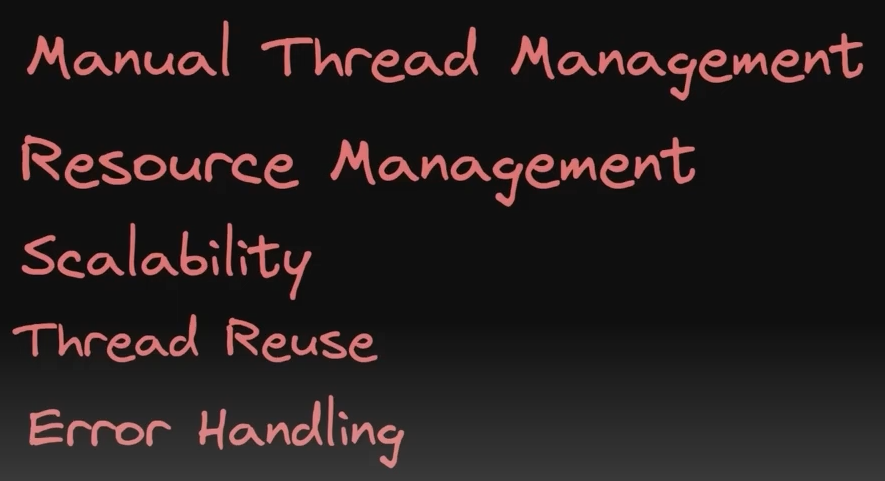 Manual Thread Management
Resource Management
Scalability
Thread Reuse
Error Handling